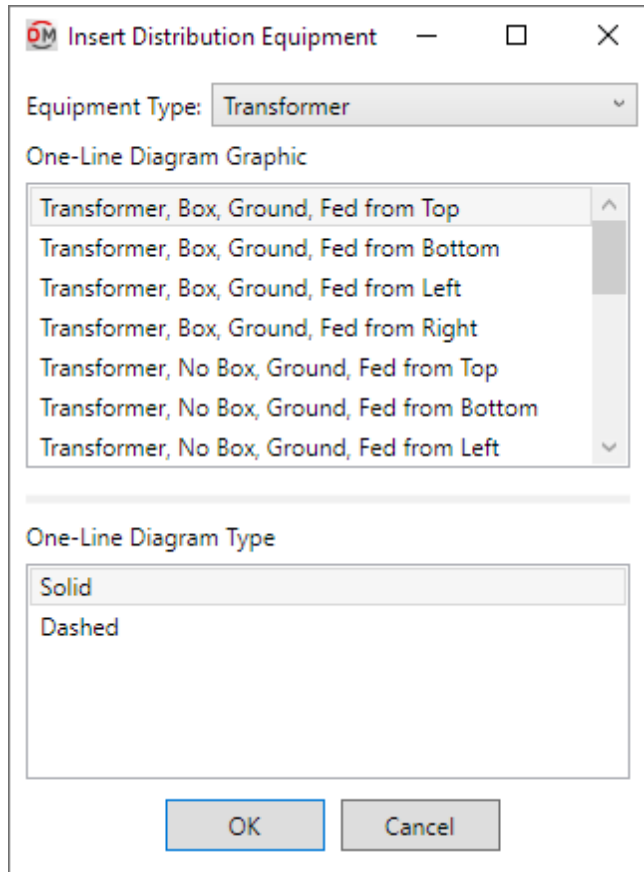 DM Insert Distribution Equipment
Equipment Type: Transformer
One-Line Diagram Graphic
Transformer, Box, Ground, Fed from Top
Transformer, Box, Ground, Fed from Bottom
Transformer, Box, Ground, Fed from Left
Transformer, Box, Ground, Fed from Right
Transformer, No Box, Ground, Fed from Top
Transformer, No Box, Ground, Fed from Bottom
Transformer, No Box, Ground, Fed from Left
One-Line Diagram Type
Solid
Dashed
OK Cancel